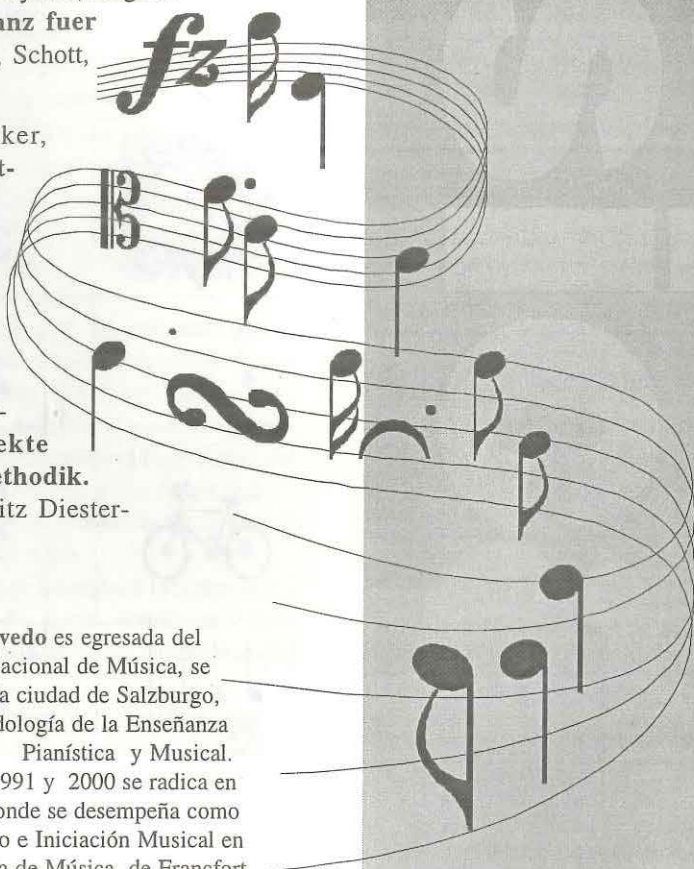 anz fuer
Schott,
ker,
t-
-
ekte
ethodik.
itz Diester-
vedo es egresada del
acional de Música, se
a ciudad de Salzburgo,
dología de la Enseñanza
Pianística y Musical.
991 y 2000 se radica en
onde se desempeña como
o e Iniciación Musical en
de Música de Francfort
fz